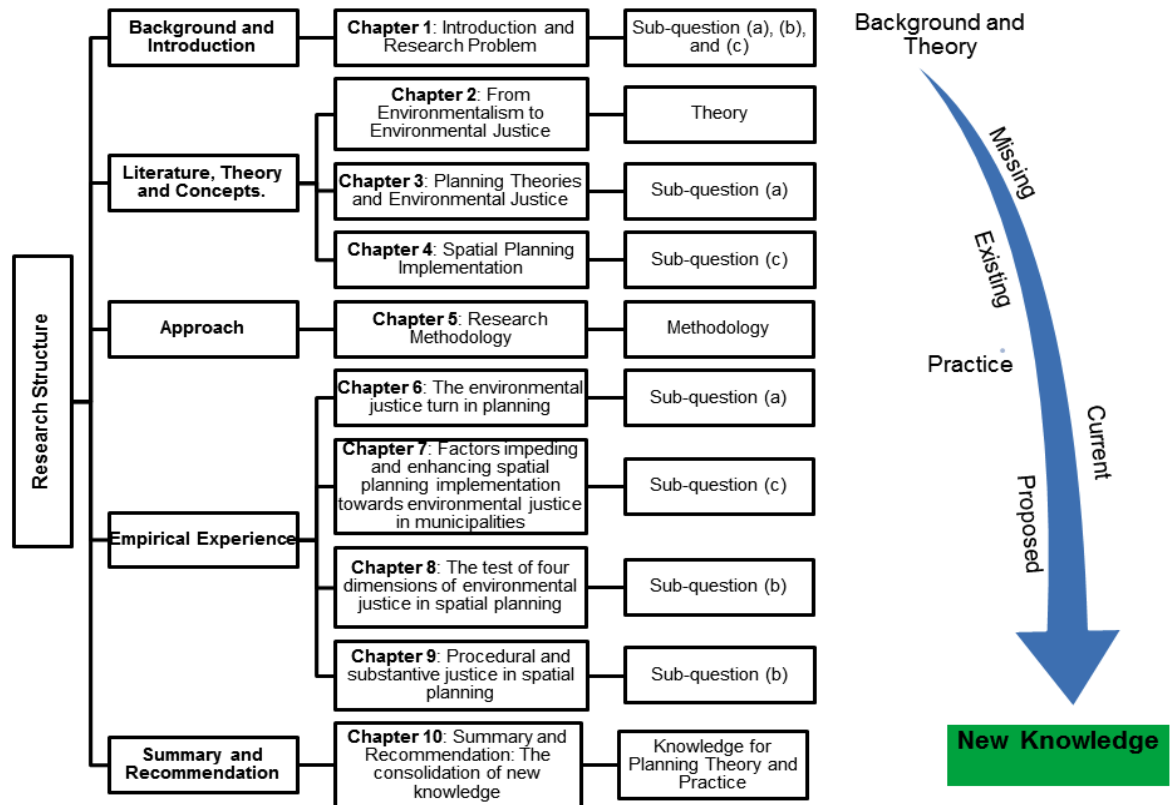 Research Structure
Background and
Introduction
Chapter 1: Introduction and
Research Problem
Sub-question (a), (b),
and (c)
Literature, Theory
and Concepts.
Chapter 2: From
Environmentalism to
Environmental Justice
Theory
Chapter 3: Planning Theories
and Environmental Justice
Sub-question (a)
Chapter 4: Spatial Planning
Implementation
Sub-question (c)
Approach
Chapter 5: Research
Methodology
Methodology
Empirical Experience
Chapter 6: The environmental
justice turn in planning
Sub-question (a)
Chapter 7: Factors impeding
and enhancing spatial
planning implementation
towards environmental justice
in municipalities
Sub-question (c)
Chapter 8: The test of four
dimensions of environmental
justice in spatial planning
Sub-question (b)
Chapter 9: Procedural and
substantive justice in spatial
planning
Sub-question (b)
Summary and
Recommendation
Chapter 10: Summary and
Recommendation: The
consolidation of new
knowledge
Knowledge for
Planning Theory and
Practice
Background and
Theory
Missing
Existing
Practice
Current
Proposed
New Knowledge